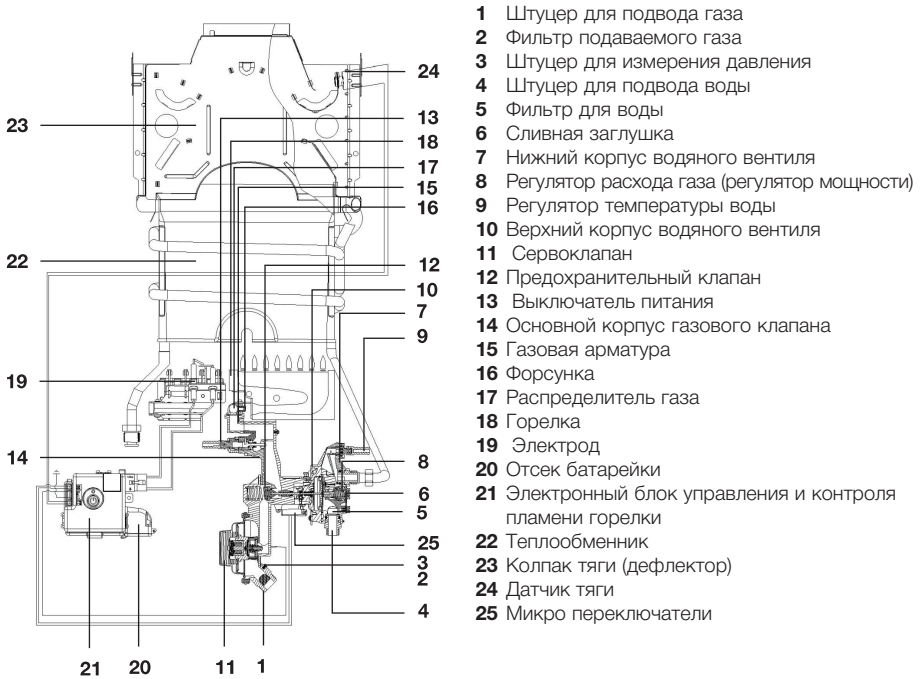 1 Штуцер для подвода газа
2 Фильтр подаваемого газа
3 Штуцер для измерения давления
4 Штуцер для подвода воды
5 Фильтр для воды
6 Сливная заглушка
7 Нижний корпус водяного вентиля
8 Регулятор расхода газа (регулятор мощности)
9 Регулятор температуры воды
10 Верхний корпус водяного вентиля
11 Сервоклапан
12 Предохранительный клапан
13 Выключатель питания
14 Основной корпус газового клапана
15 Газовая арматура
16 Форсунка
17 Распределитель газа
18 Горелка
19 Электрод
20 Отсек батарейки
21 Электронный блок управления и контроля
пламени горелки
22 Теплообменник
23 Колпак тяги (дефлектор)
24 Датчик тяги
25 Микро переключатели
24
23
13
18
17
15
16
22
12
10
7
9
19
14
8
6
5
25
3
2
4
21
20
11
1